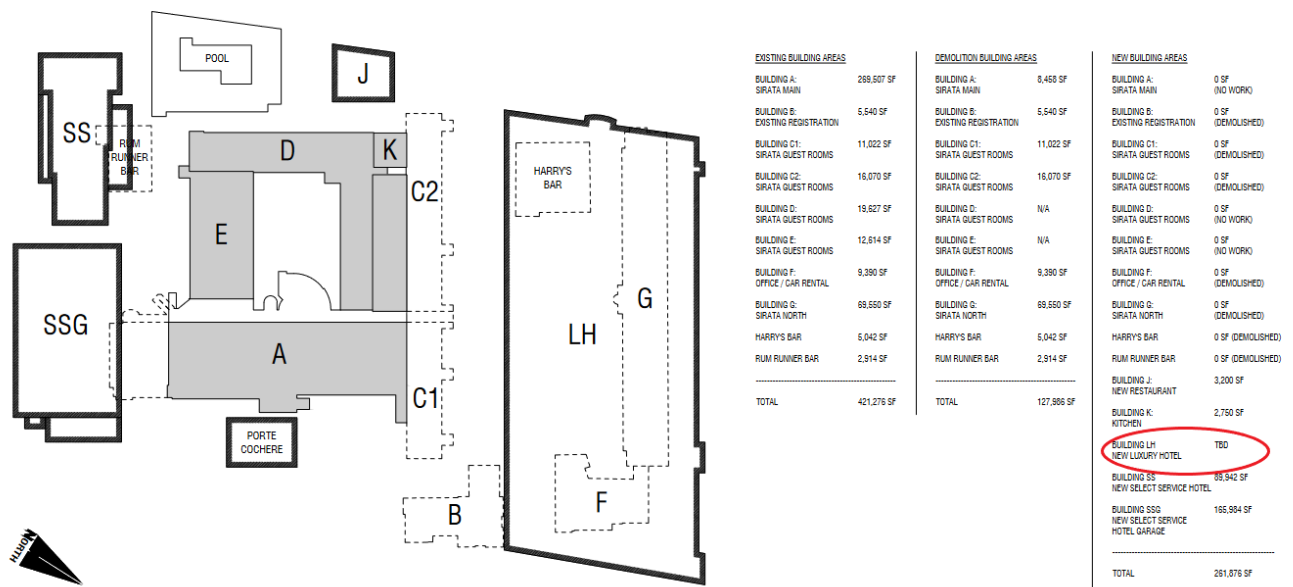 POOL
J
SS
RUM
RUNNER
BAR
D
K
HARRY'S
BAR
C2
E
G
SSG
LH
A
C1
PORTE
COCHERE
B
F
NORTH
EXISTING BUILDING AREAS
BUILDING A: 269,507 SF
SIRATA MAIN
BUILDING B: 5,540 SF
EXISTING REGISTRATION
BUILDING C1: 11,022 SF
SIRATA GUEST ROOMS
BUILDING C2: 16,070 SF
SIRATA GUEST ROOMS
BUILDING D: 19,627 SF
SIRATA GUEST ROOMS
BUILDING E: 12,614 SF
SIRATA GUEST ROOMS
BUILDING F: 9,390 SF
OFFICE / CAR RENTAL
BUILDING G: 69,550 SF
SIRATA NORTH
HARRY'S BAR 5,042 SF
RUM RUNNER BAR 2,914 SF
TOTAL 421,276 SF
DEMOLITION BUILDING AREAS
BUILDING A: 8,458 SF
SIRATA MAIN
BUILDING B: 5,540 SF
EXISTING REGISTRATION
BUILDING C1: 11,022 SF
SIRATA GUEST ROOMS
BUILDING C2: 16,070 SF
SIRATA GUEST ROOMS
BUILDING D: N/A
SIRATA GUEST ROOMS
BUILDING E: N/A
SIRATA GUEST ROOMS
BUILDING F: 9,390 SF
OFFICE / CAR RENTAL
BUILDING G: 69,550 SF
SIRATA NORTH
HARRY'S BAR 5,042 SF
RUM RUNNER BAR 2,914 SF
TOTAL 127,986 SF
NEW BUILDING AREAS
BUILDING A: 0 SF
SIRATA MAIN (NO WORK)
BUILDING B: 0 SF
EXISTING REGISTRATION (DEMOLISHED)
BUILDING C1: 0 SF
SIRATA GUEST ROOMS (DEMOLISHED)
BUILDING C2: 0 SF
SIRATA GUEST ROOMS (DEMOLISHED)
BUILDING D: 0 SF
SIRATA GUEST ROOMS (NO WORK)
BUILDING E: 0 SF
SIRATA GUEST ROOMS (NO WORK)
BUILDING F: 0 SF
OFFICE / CAR RENTAL (DEMOLISHED)
BUILDING G: 0 SF
SIRATA NORTH (DEMOLISHED)
HARRY'S BAR 0 SF (DEMOLISHED)
RUM RUNNER BAR 0 SF (DEMOLISHED)
BUILDING J: 3,200 SF
NEW RESTAURANT
BUILDING K: 2,750 SF
KITCHEN
BUILDING LH TBD
NEW LUXURY HOTEL
BUILDING SS 89,942 SF
NEW SELECT SERVICE HOTEL
BUILDING SSG 165,984 SF
NEW SELECT SERVICE
HOTEL GARAGE
TOTAL 261,876 SF